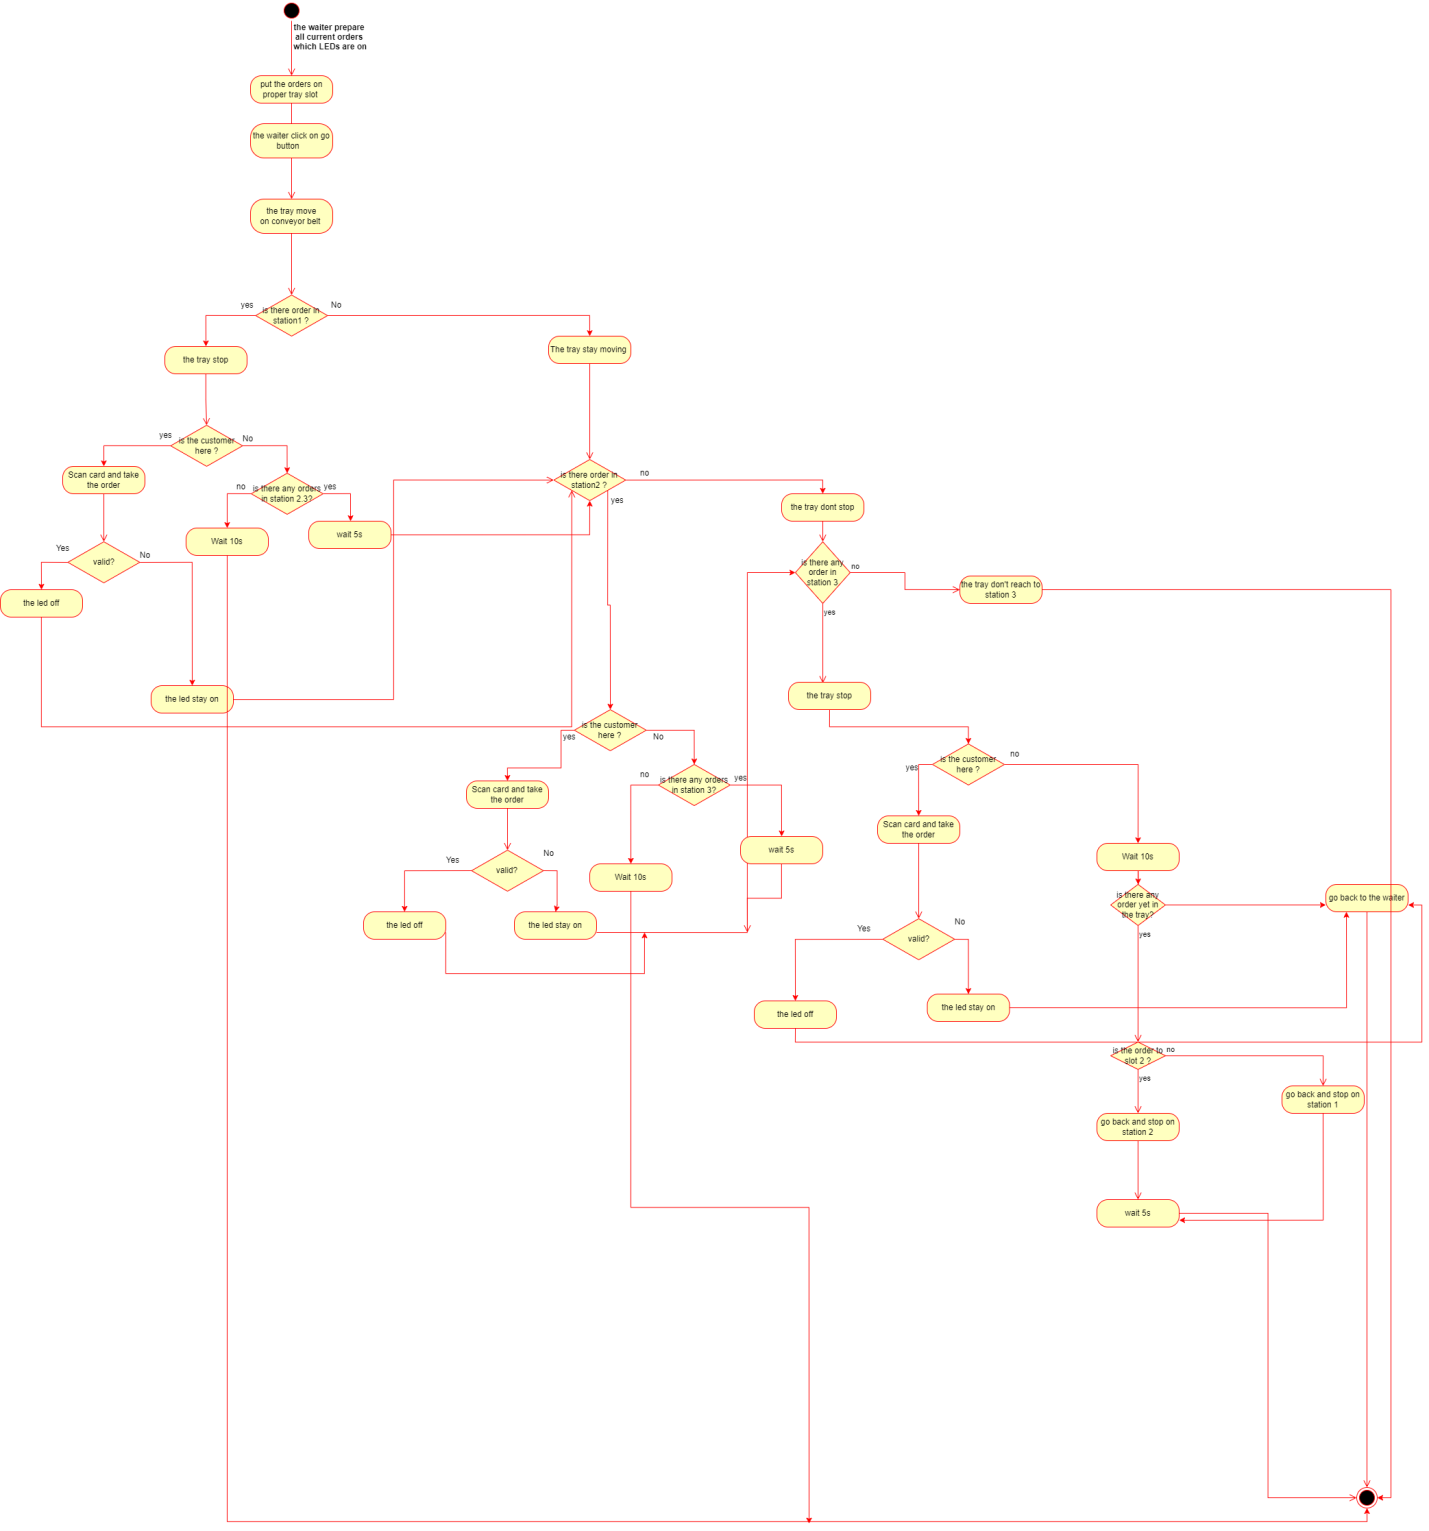 the waiter prepare
all current orders
which LEDs are on
put the orders on
proper tray slot
the waiter click on go
button
the tray move
on conveyor belt
yes
is there order in
station1 ?
No
the tray stop
The tray stay moving
yes
is the customer
here ?
No
Scan card and take
the order
no
is there any orders
in station 2.3?
yes
is there order in
station2 ?
no
yes
the tray dont stop
Wait 10s
wait 5s
Yes
valid?
No
the led off
is there any
order in
station 3
no
yes
the tray don't reach to
station 3
the led stay on
the tray stop
is the customer
here ?
yes
No
is the customer
here ?
no
yes
Scan card and take
the order
no
is there any orders
in station 3?
yes
Scan card and take
the order
wait 5s
Wait 10s
Yes
valid?
No
Wait 10s
is there any
order yet in
the tray?
yes
go back to the waiter
the led off
the led stay on
Yes
valid?
No
the led off
the led stay on
is the order to
slot 2 ?
no
yes
go back and stop on
station 1
go back and stop on
station 2
wait 5s